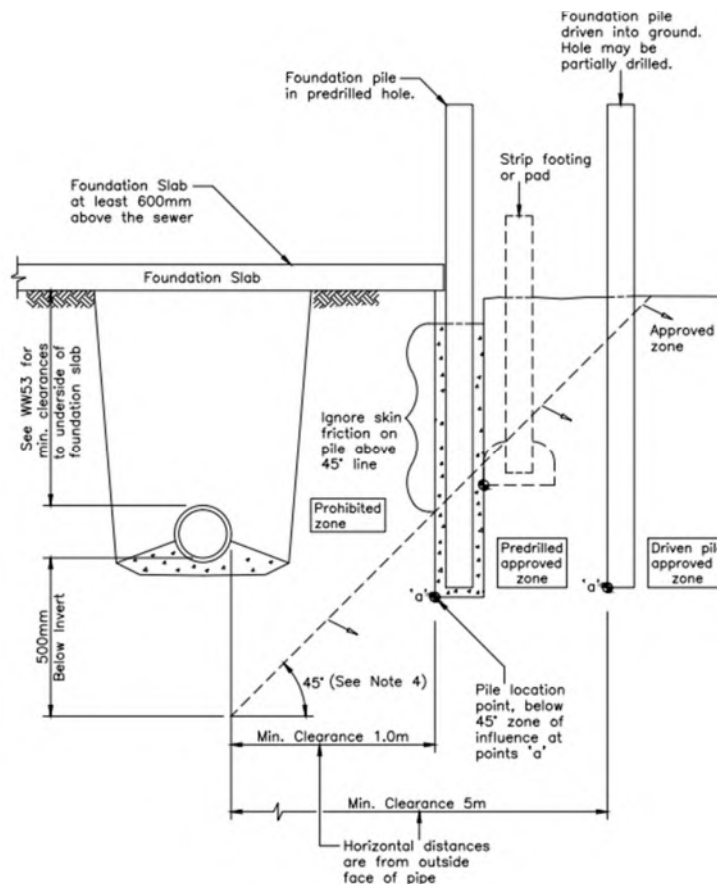 Foundation pile
driven into ground.
Hole may be
partially drilled.
Foundation pile
in predrilled hole.
Strip footing
or pad
Foundation Slab
at least 600mm
above the sewer
Foundation Slab
Approved
zone
See WW53 for
min. clearances
to underside of
foundation slab
Ignore skin
friction on
pile above
45° line
Prohibited
zone
Predrilled
approved
zone
Driven pile
approved
zone
'a'
'a'
500mm
Below Invert
45° (See Note 4)
Pile location
point, below
45° zone of
influence at
points 'a'
Min. Clearance 1.0m
Min. Clearance 5m
Horizontal distances
are from outside
face of pipe